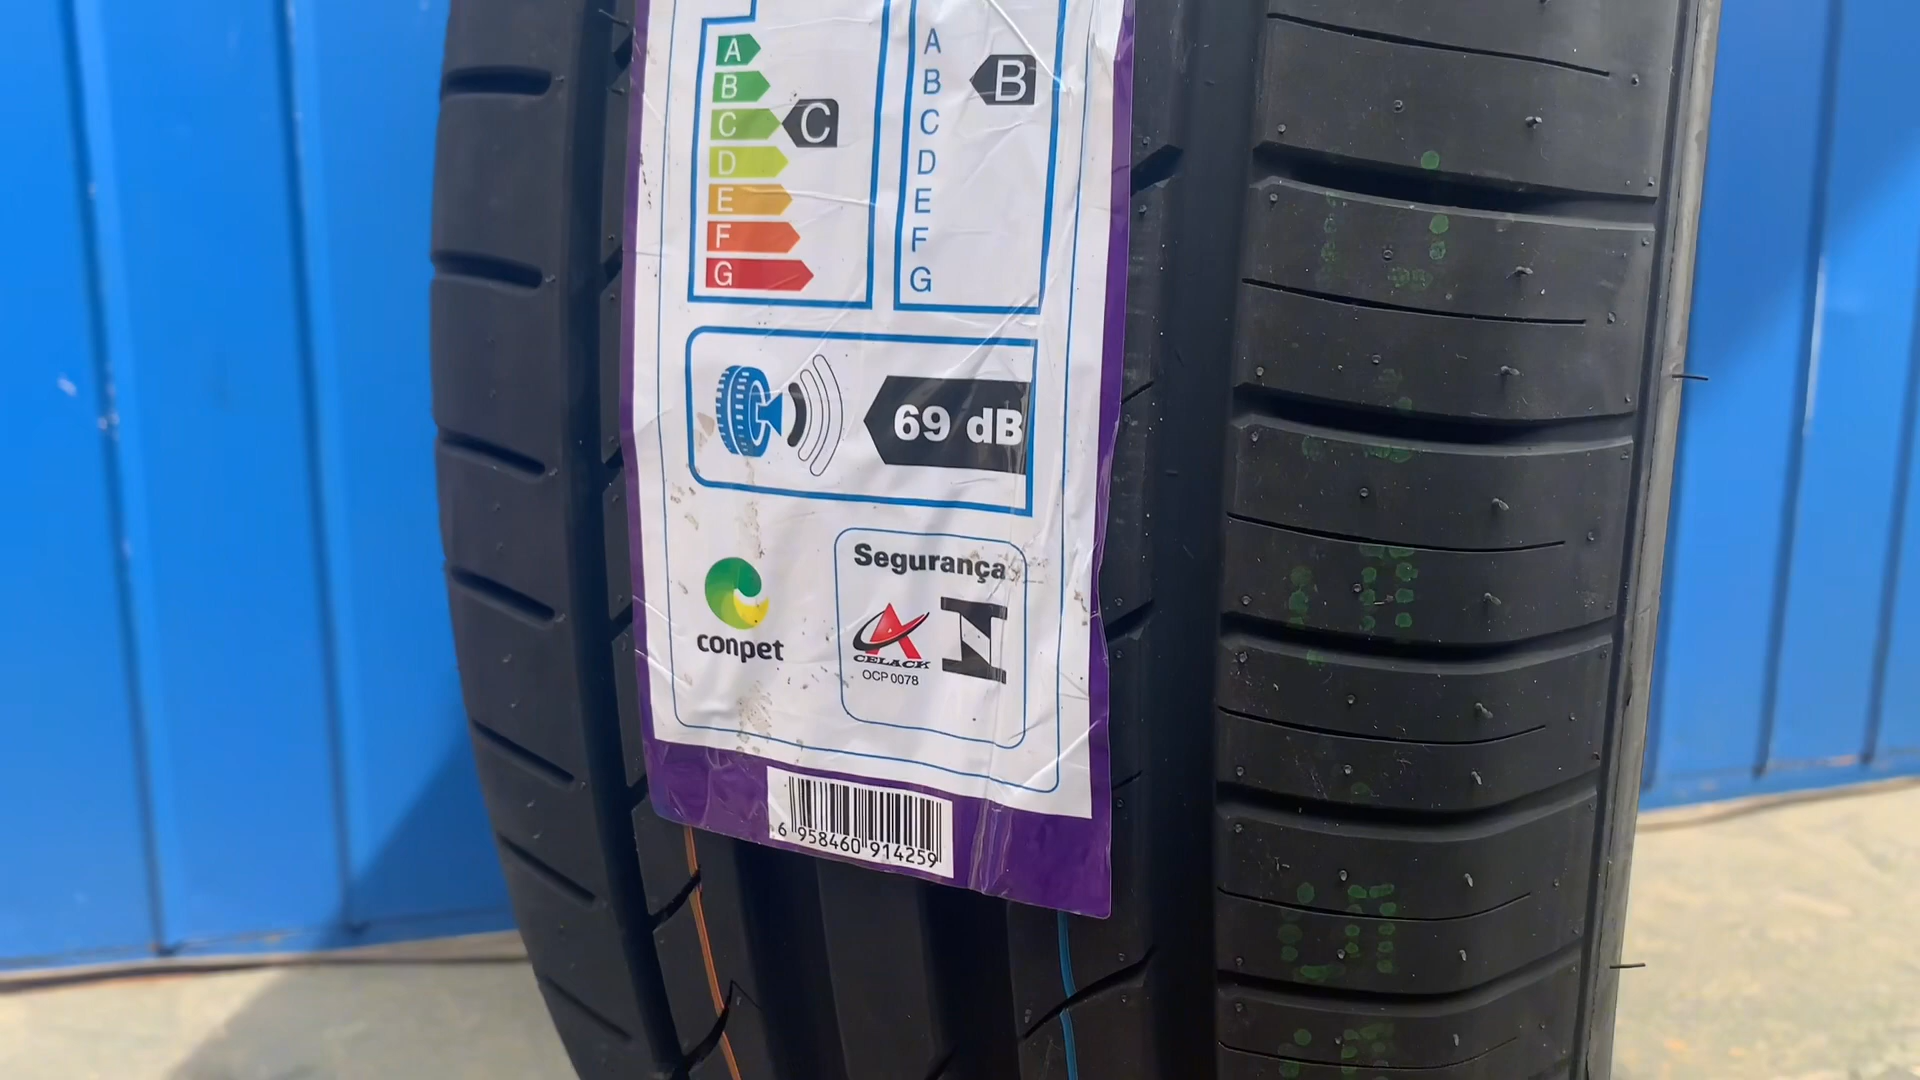 A
B
C
D
E
F
G
C
A
B
C
D
E
F
G
B
69 dB
conpet
Segurança
CELACK
OCP 0078
6 958460 914259